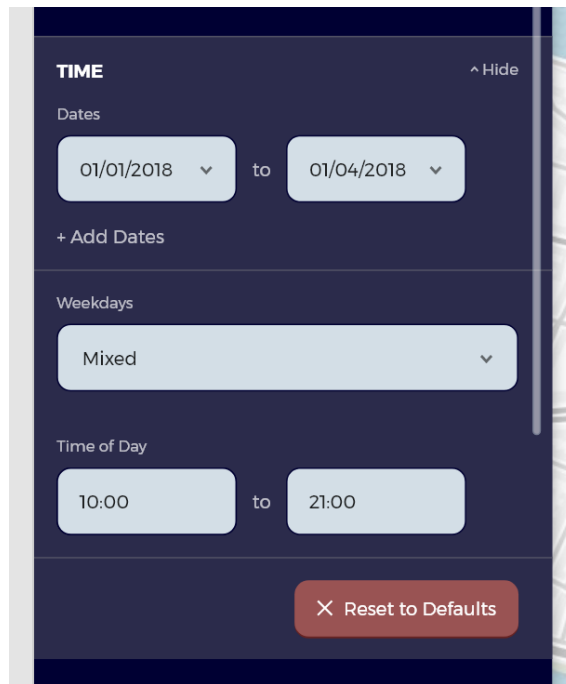 TIME
^ Hide
Dates
01/01/2018 to 01/04/2018
+ Add Dates
Weekdays
Mixed
Time of Day
10:00 to 21:00
× Reset to Defaults